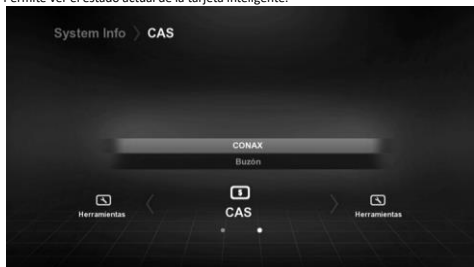 Permite ver el estado actual de la tarjeta inteligente.
System Info 〉 CAS
CONAX
Buzón
Herramientas 〈 CAS 〉 Herramientas